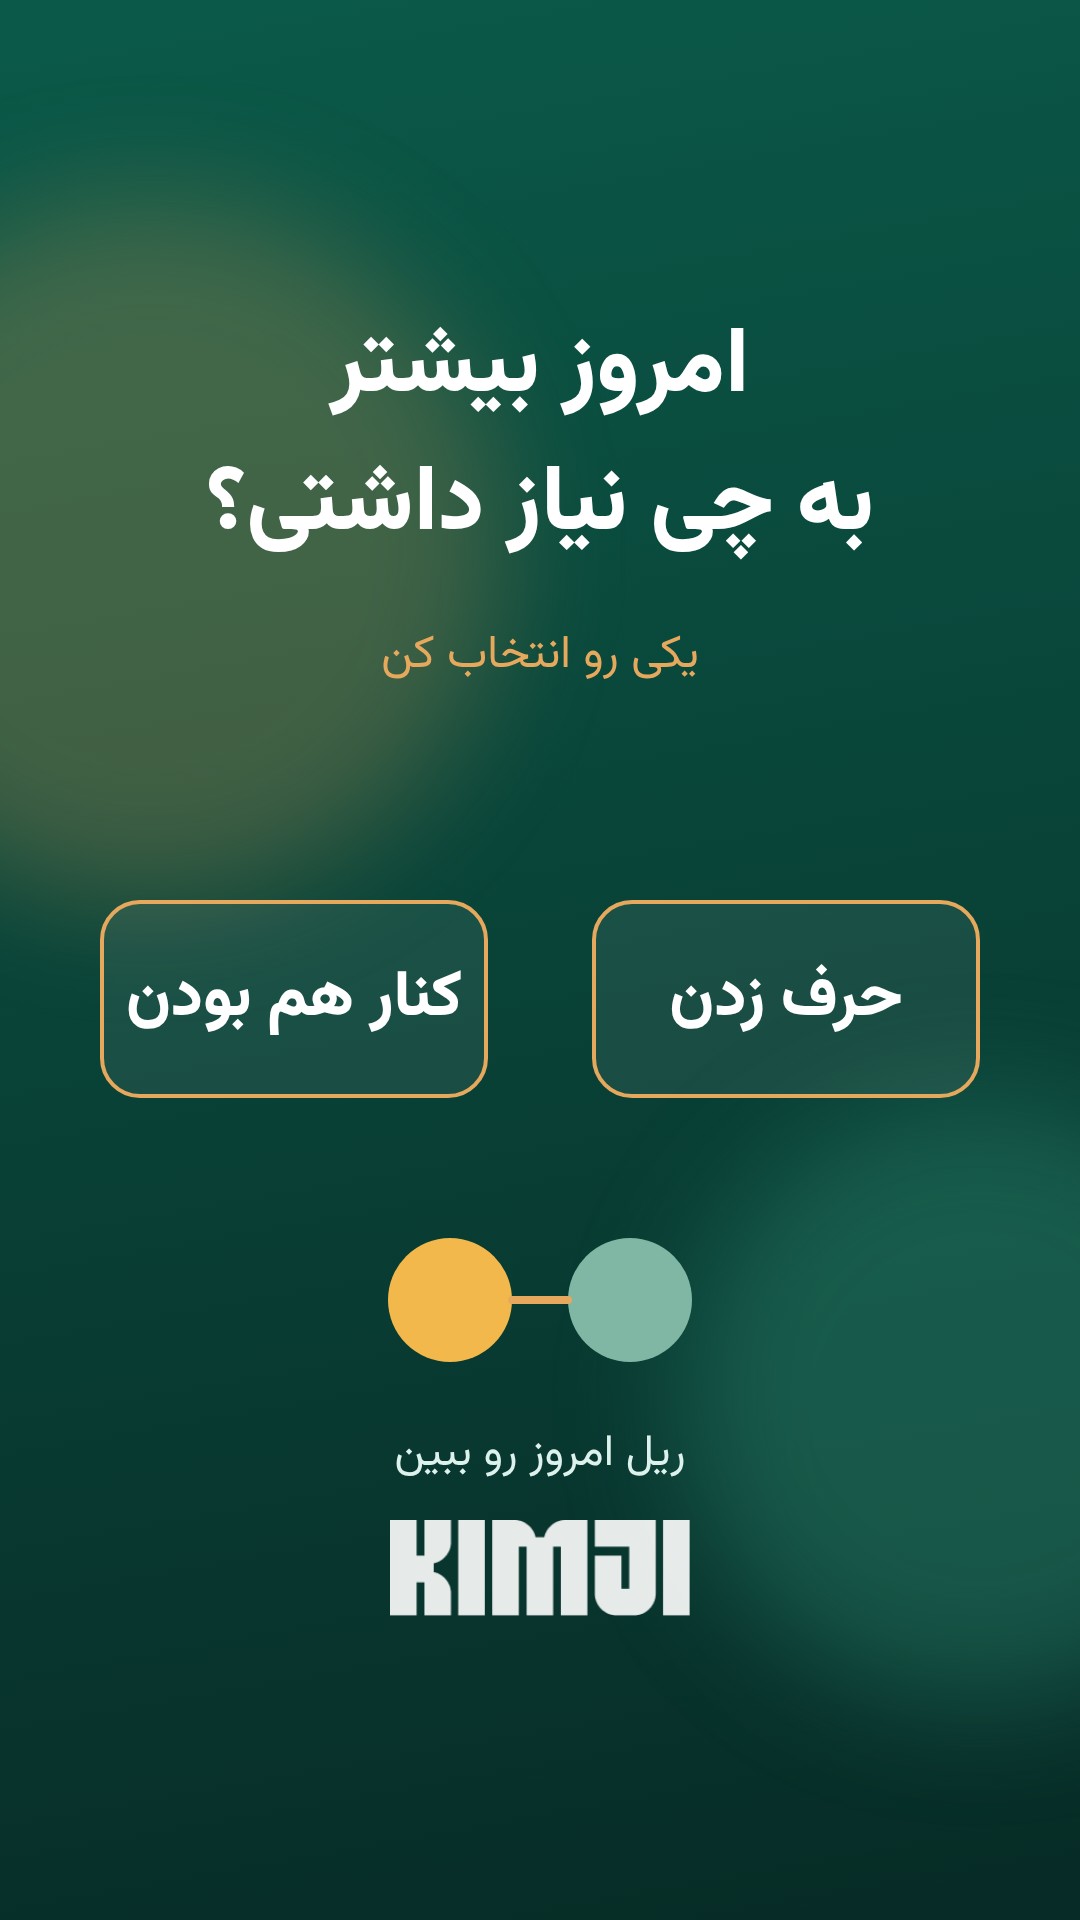 امروز بیشتر
به چی نیاز داشتی؟
یکی رو انتخاب کن
حرف زدن
کنار هم بودن
ریل امروز رو ببین
KIMJI